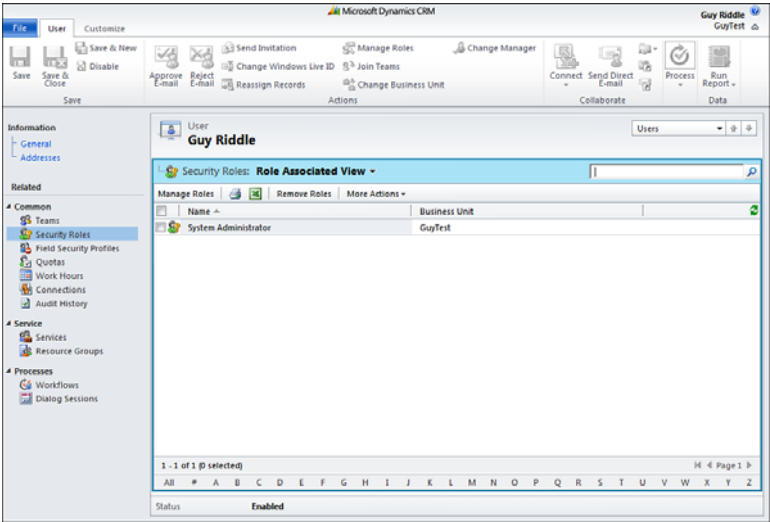 Microsoft Dynamics CRM
Guy Riddle
GuyTest
File User Customize
Save
Save & Close
Save & New
Disable
Save
Approve E-mail
Reject E-mail
Send Invitation
Change Windows Live ID
Reassign Records
Manage Roles
Join Teams
Change Business Unit
Change Manager
Actions
Connect
Send Direct E-mail
Collaborate
Process
Run Report
Data
Information
General
Addresses
Related
Common
Teams
Security Roles
Field Security Profiles
Quotas
Work Hours
Connections
Audit History
Service
Services
Resource Groups
Processes
Workflows
Dialog Sessions
User
Guy Riddle
Users
Security Roles: Role Associated View
Manage Roles Remove Roles More Actions
Name Business Unit
System Administrator GuyTest
1 - 1 of 1 (0 selected) Page 1
All # A B C D E F G H I J K L M N O P Q R S T U V W X Y Z
Status Enabled